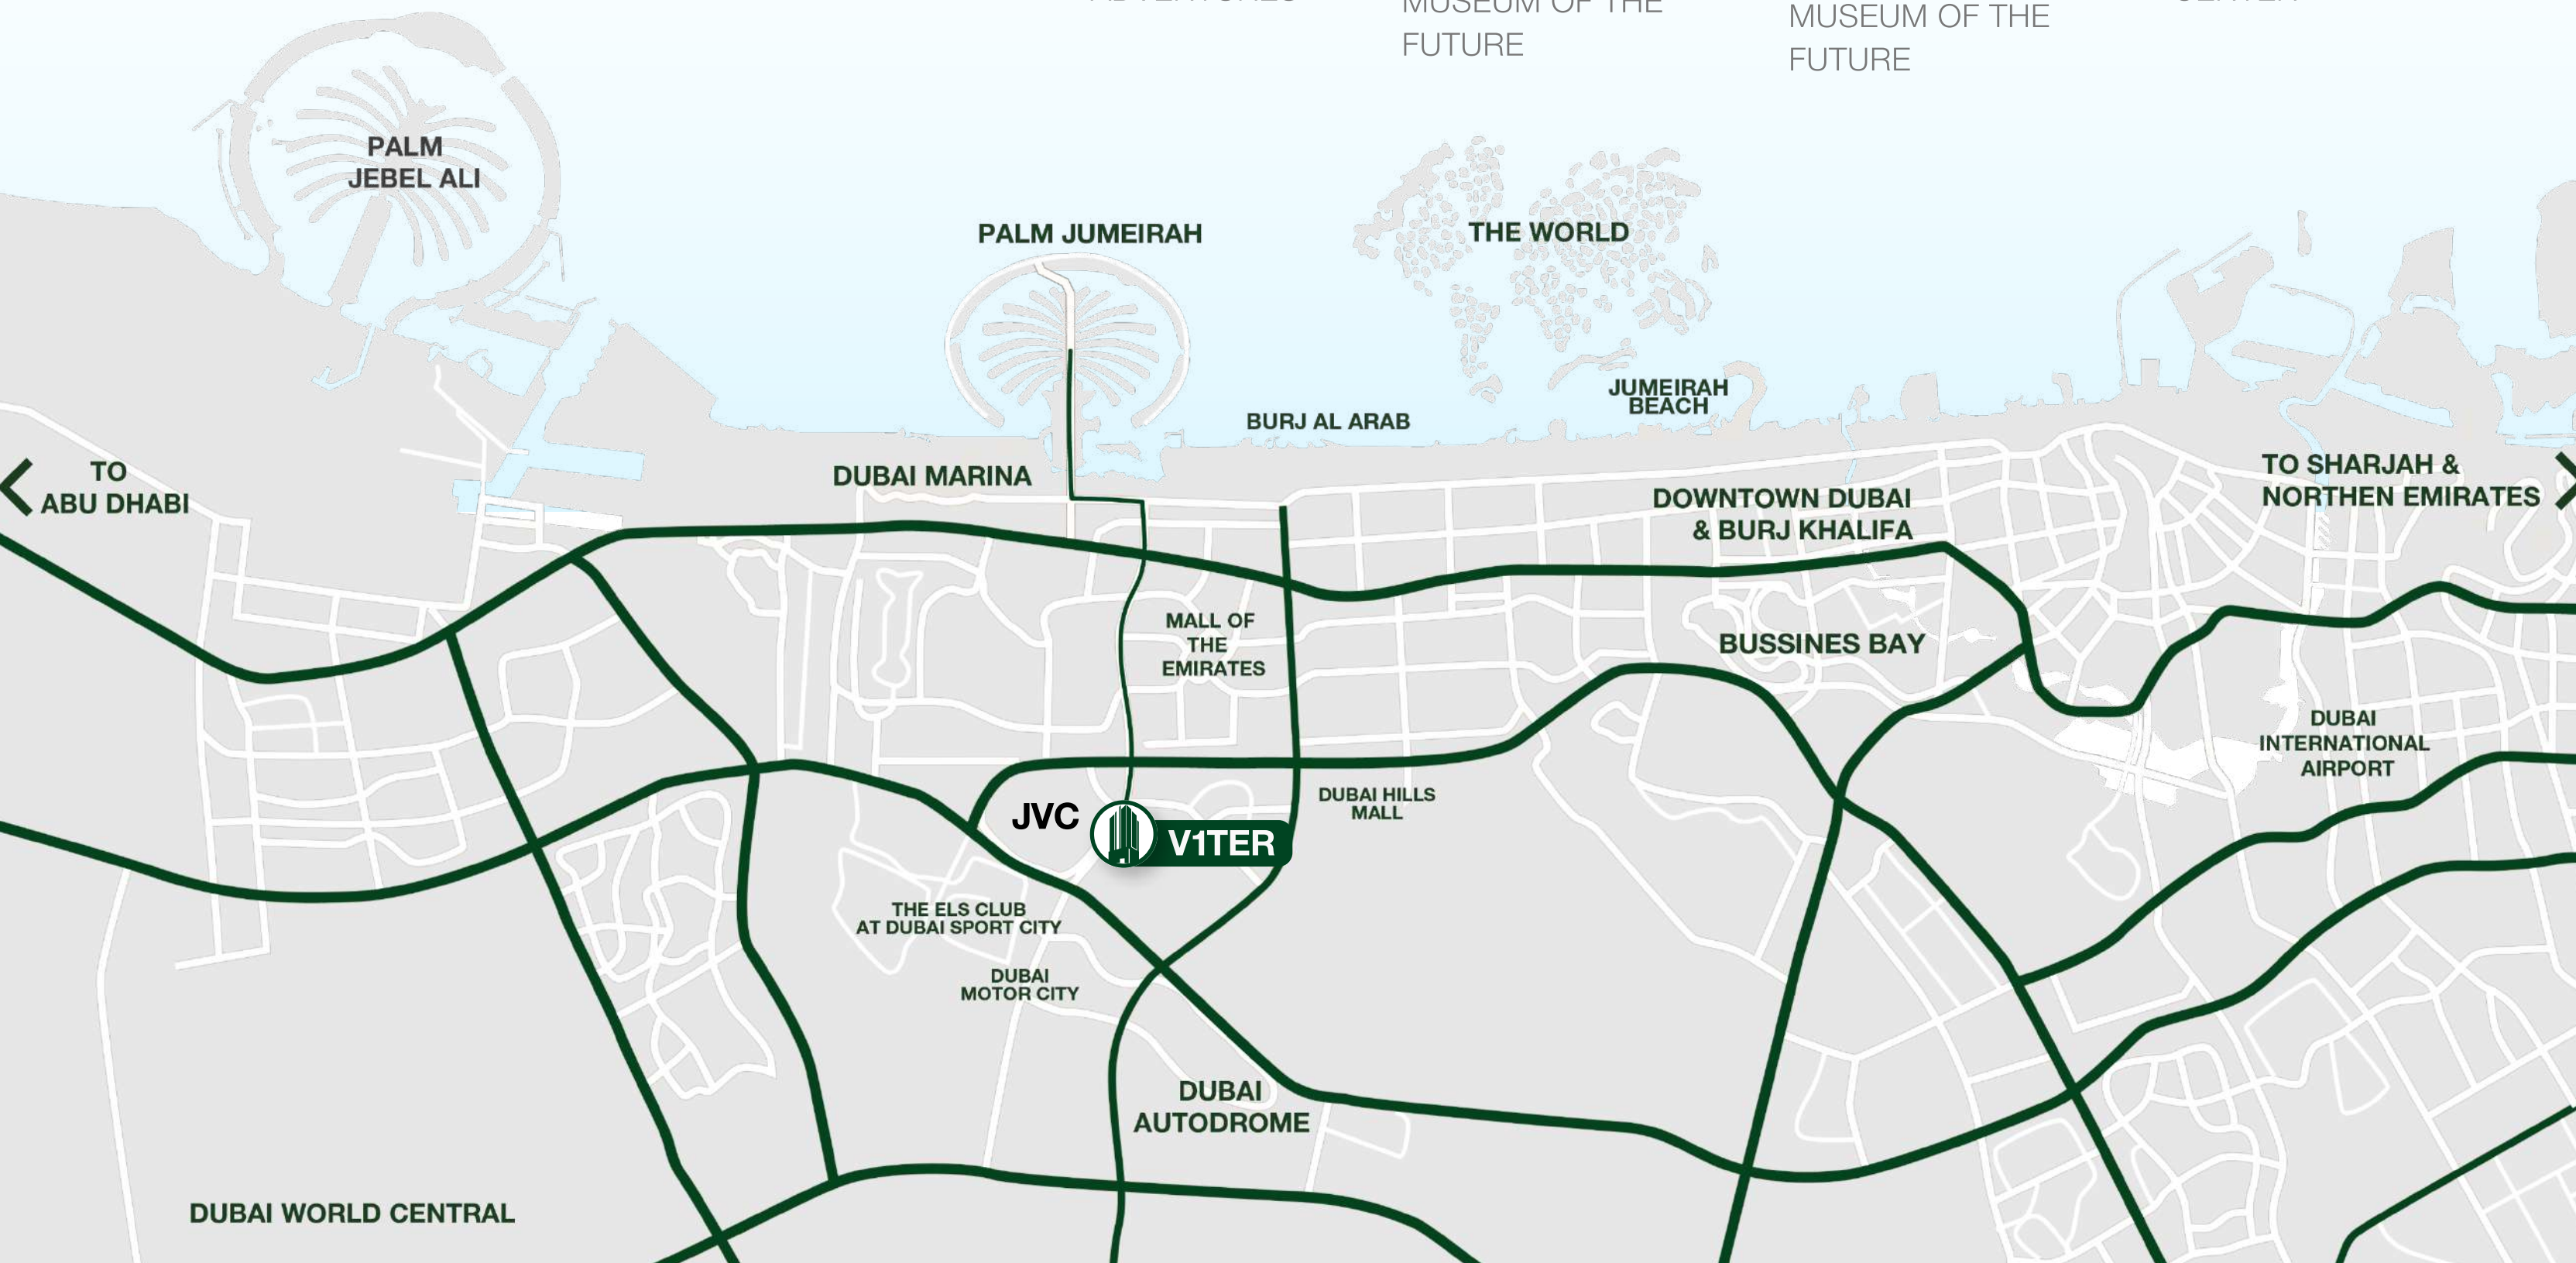 MUSEUM OF THE
FUTURE
MUSEUM OF THE
FUTURE
PALM
JEBEL ALI
PALM JUMEIRAH
THE WORLD
JUMEIRAH
BEACH
BURJ AL ARAB
TO
ABU DHABI
DUBAI MARINA
DOWNTOWN DUBAI
& BURJ KHALIFA
TO SHARJAH &
NORTHEN EMIRATES
MALL OF
THE
EMIRATES
BUSSINES BAY
DUBAI
INTERNATIONAL
AIRPORT
JVC
V1TER
DUBAI HILLS
MALL
THE ELS CLUB
AT DUBAI SPORT CITY
DUBAI
MOTOR CITY
DUBAI
AUTODROME
DUBAI WORLD CENTRAL